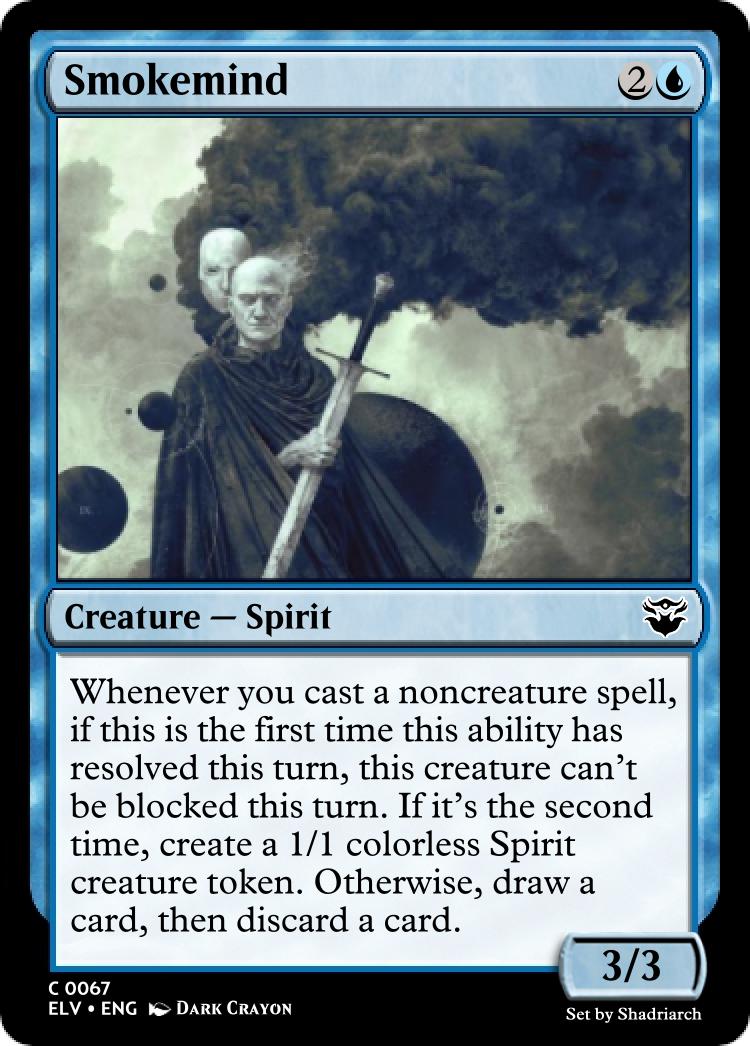 Smokemind 2
Creature — Spirit
Whenever you cast a noncreature spell,
if this is the first time this ability has
resolved this turn, this creature can't
be blocked this turn. If it's the second
time, create a 1/1 colorless Spirit
creature token. Otherwise, draw a
card, then discard a card.
3/3
C 0067
ELV • ENG Dark Crayon
Set by Shadriarch